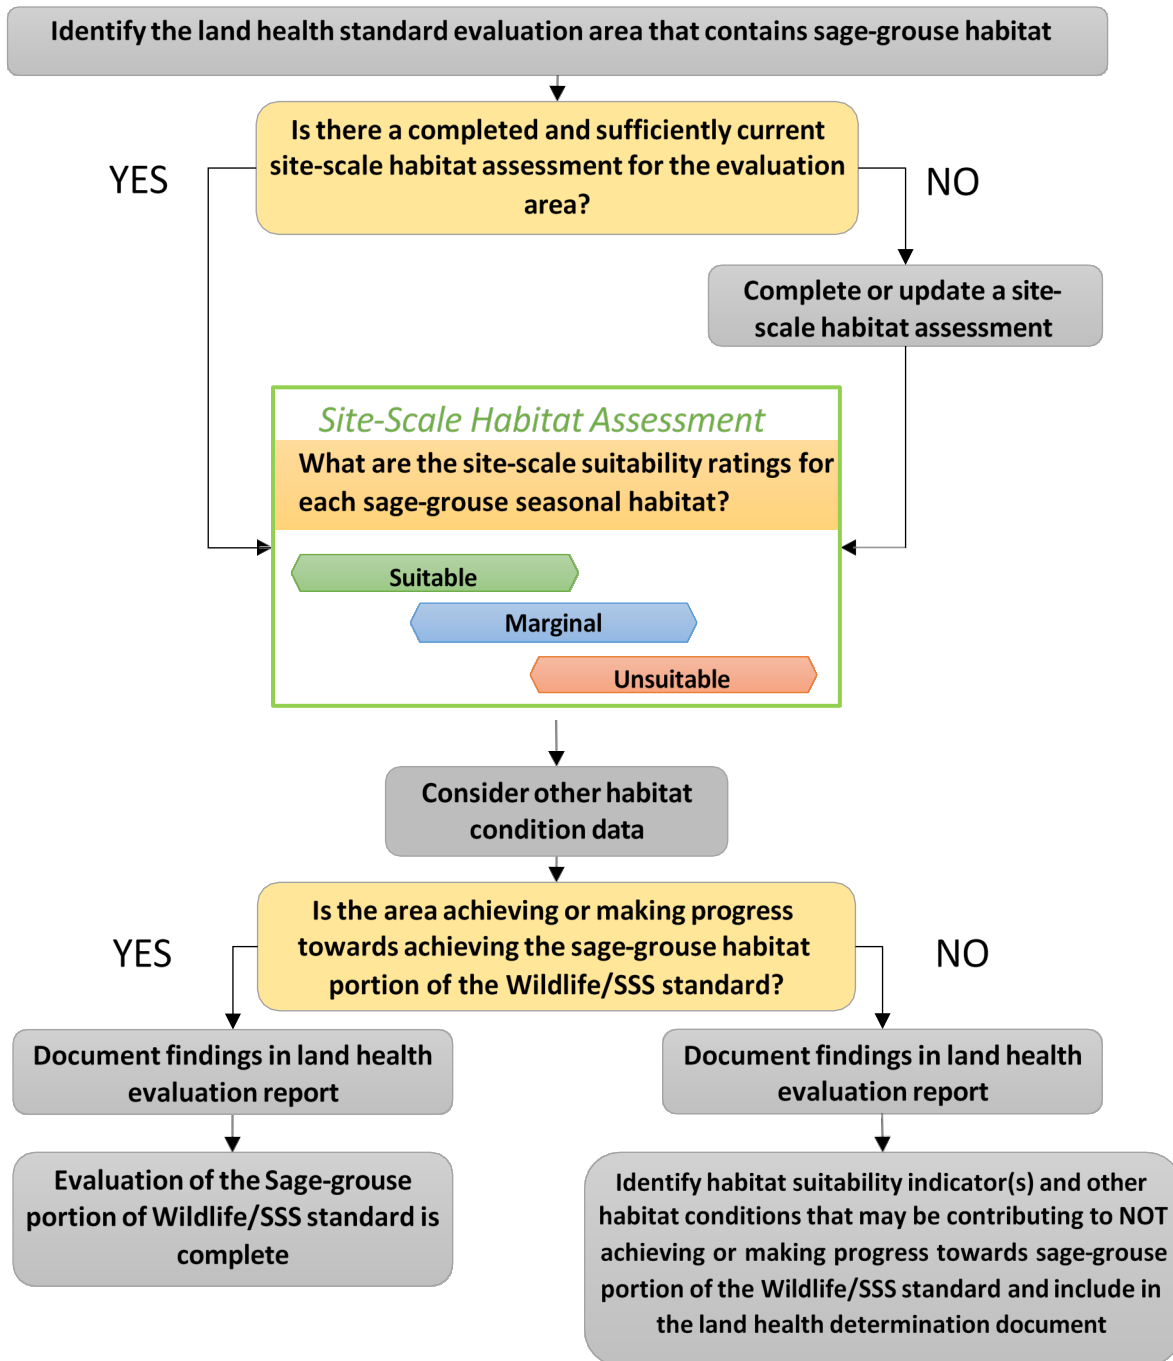 Identify the land health standard evaluation area that contains sage-grouse habitat
Is there a completed and sufficiently current
site-scale habitat assessment for the evaluation
area?
YES
NO
Complete or update a site-
scale habitat assessment
Site-Scale Habitat Assessment
What are the site-scale suitability ratings for
each sage-grouse seasonal habitat?
Suitable
Marginal
Unsuitable
Consider other habitat
condition data
Is the area achieving or making progress
towards achieving the sage-grouse habitat
portion of the Wildlife/SSS standard?
YES
NO
Document findings in land health
evaluation report
Document findings in land health
evaluation report
Evaluation of the Sage-grouse
portion of Wildlife/SSS standard is
complete
Identify habitat suitability indicator(s) and other
habitat conditions that may be contributing to NOT
achieving or making progress towards sage-grouse
portion of the Wildlife/SSS standard and include in
the land health determination document